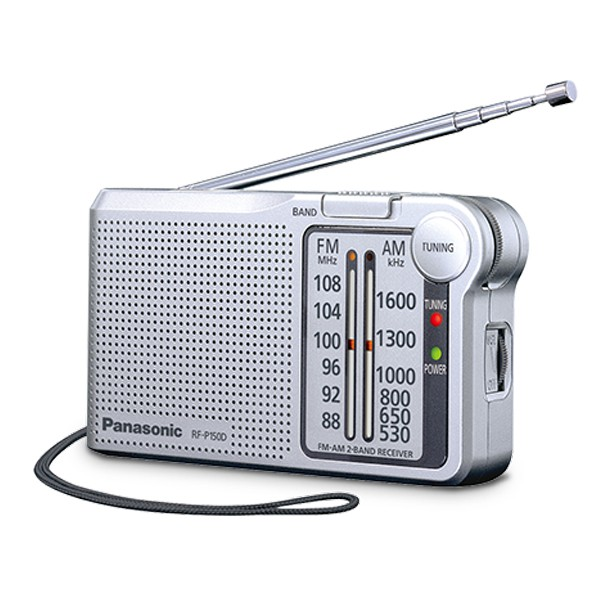 BAND
TUNING
FM AM
MHz kHz
108 1600
104
100 1300
96 1000
92 800
650
88 530
TUNING
POWER
Panasonic RF-P150D
FM-AM 2-BAND RECEIVER